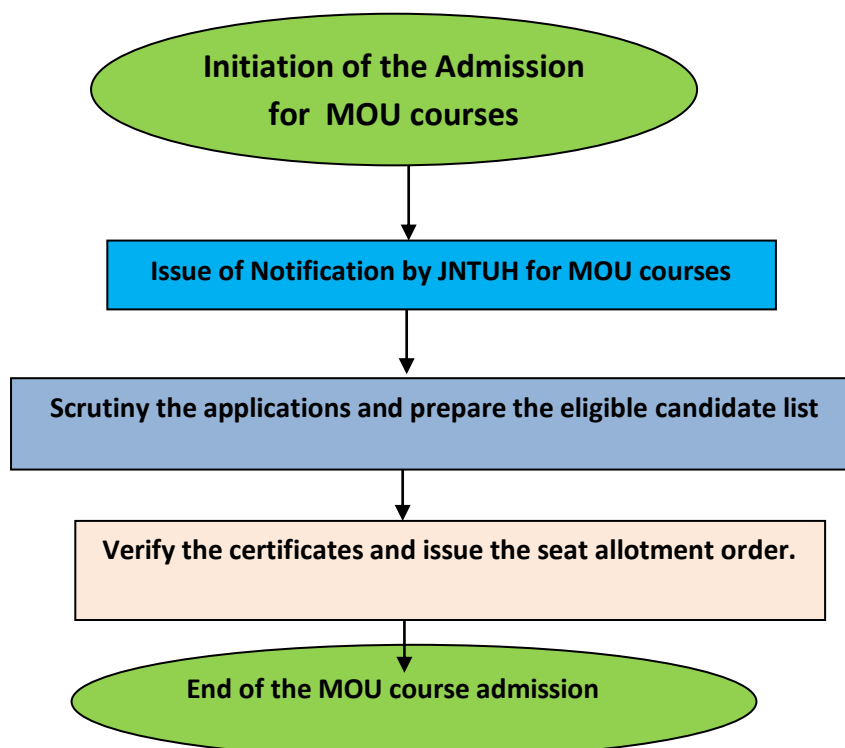 Initiation of the Admission
for MOU courses
Issue of Notification by JNTUH for MOU courses
Scrutiny the applications and prepare the eligible candidate list
Verify the certificates and issue the seat allotment order.
End of the MOU course admission